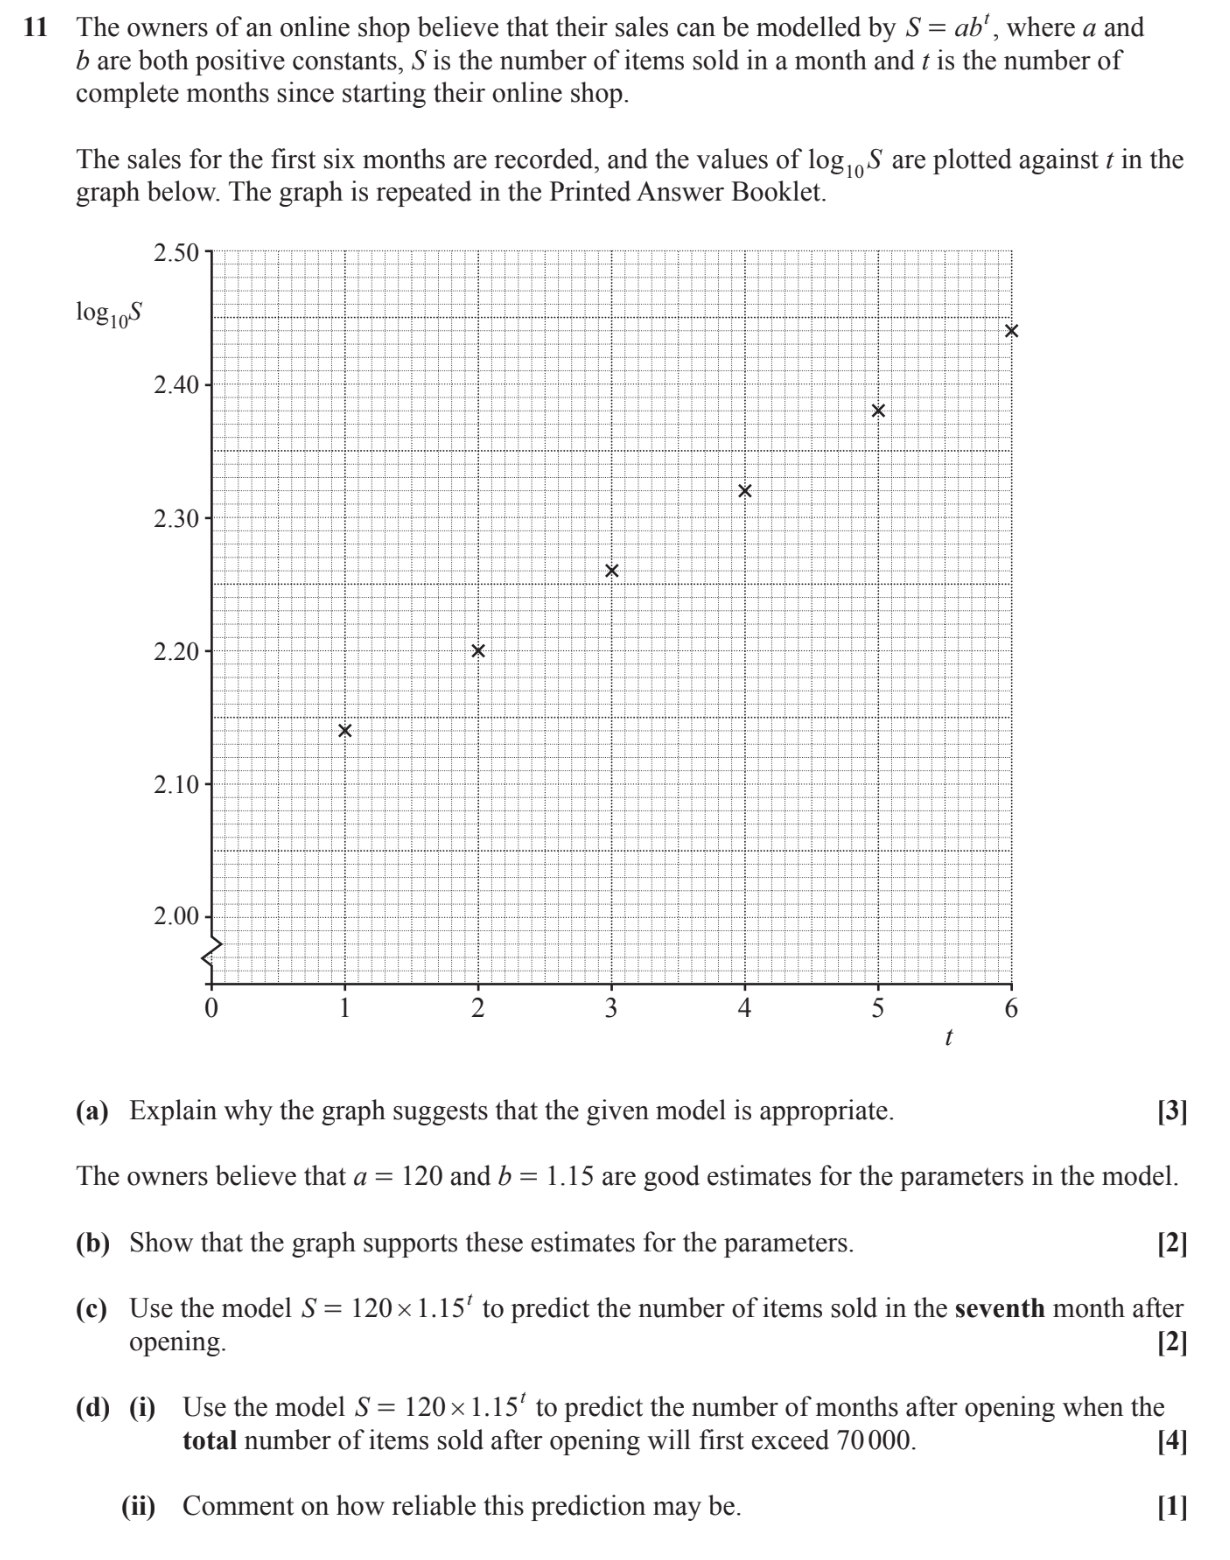 11 The owners of an online shop believe that their sales can be modelled by S = abᵗ, where a and
b are both positive constants, S is the number of items sold in a month and t is the number of
complete months since starting their online shop.
The sales for the first six months are recorded, and the values of log₁₀S are plotted against t in the
graph below. The graph is repeated in the Printed Answer Booklet.
2.50
log₁₀S
2.40
2.30
2.20
2.10
2.00
0 1 2 3 4 5 6
t
(a) Explain why the graph suggests that the given model is appropriate. [3]
The owners believe that a = 120 and b = 1.15 are good estimates for the parameters in the model.
(b) Show that the graph supports these estimates for the parameters. [2]
(c) Use the model S = 120 × 1.15ᵗ to predict the number of items sold in the seventh month after
opening. [2]
(d) (i) Use the model S = 120 × 1.15ᵗ to predict the number of months after opening when the
total number of items sold after opening will first exceed 70 000. [4]
(ii) Comment on how reliable this prediction may be. [1]